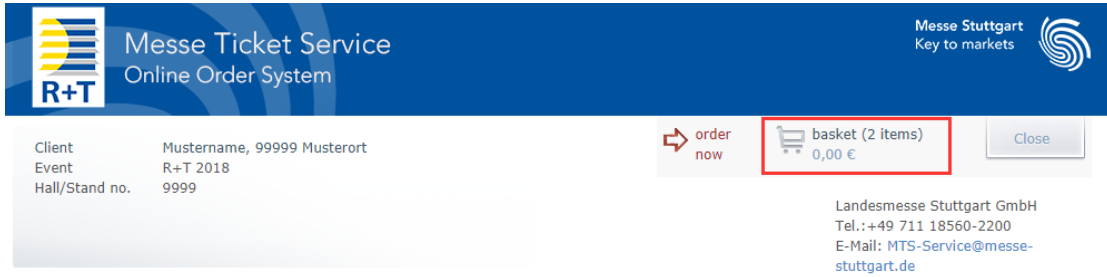 Messe Ticket Service
Online Order System
R+T
Messe Stuttgart
Key to markets
order
now
basket (2 items)
0,00 €
Close
Client Mustername, 99999 Musterort
Event R+T 2018
Hall/Stand no. 9999
Landesmesse Stuttgart GmbH
Tel.:+49 711 18560-2200
E-Mail: MTS-Service@messe-
stuttgart.de